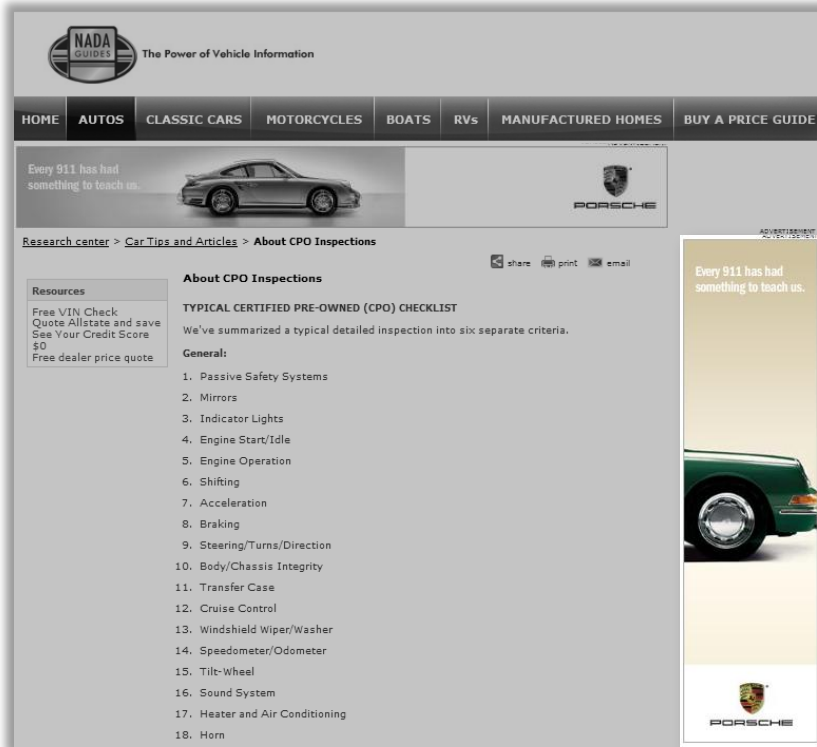 NADA
GUIDES
The Power of Vehicle Information
HOME AUTOS CLASSIC CARS MOTORCYCLES BOATS RVs MANUFACTURED HOMES BUY A PRICE GUIDE
ADVERTISEMENT
Every 911 has had
something to teach us.
PORSCHE
Research center > Car Tips and Articles > About CPO Inspections
share print email
Resources
Free VIN Check
Quote Allstate and save
See Your Credit Score
$0
Free dealer price quote
About CPO Inspections
TYPICAL CERTIFIED PRE-OWNED (CPO) CHECKLIST
We've summarized a typical detailed inspection into six separate criteria.
General:
1. Passive Safety Systems
2. Mirrors
3. Indicator Lights
4. Engine Start/Idle
5. Engine Operation
6. Shifting
7. Acceleration
8. Braking
9. Steering/Turns/Direction
10. Body/Chassis Integrity
11. Transfer Case
12. Cruise Control
13. Windshield Wiper/Washer
14. Speedometer/Odometer
15. Tilt-Wheel
16. Sound System
17. Heater and Air Conditioning
18. Horn
ADVERTISEMENT
ADVERTISEMENT
Every 911 has had
something to teach us.
PORSCHE